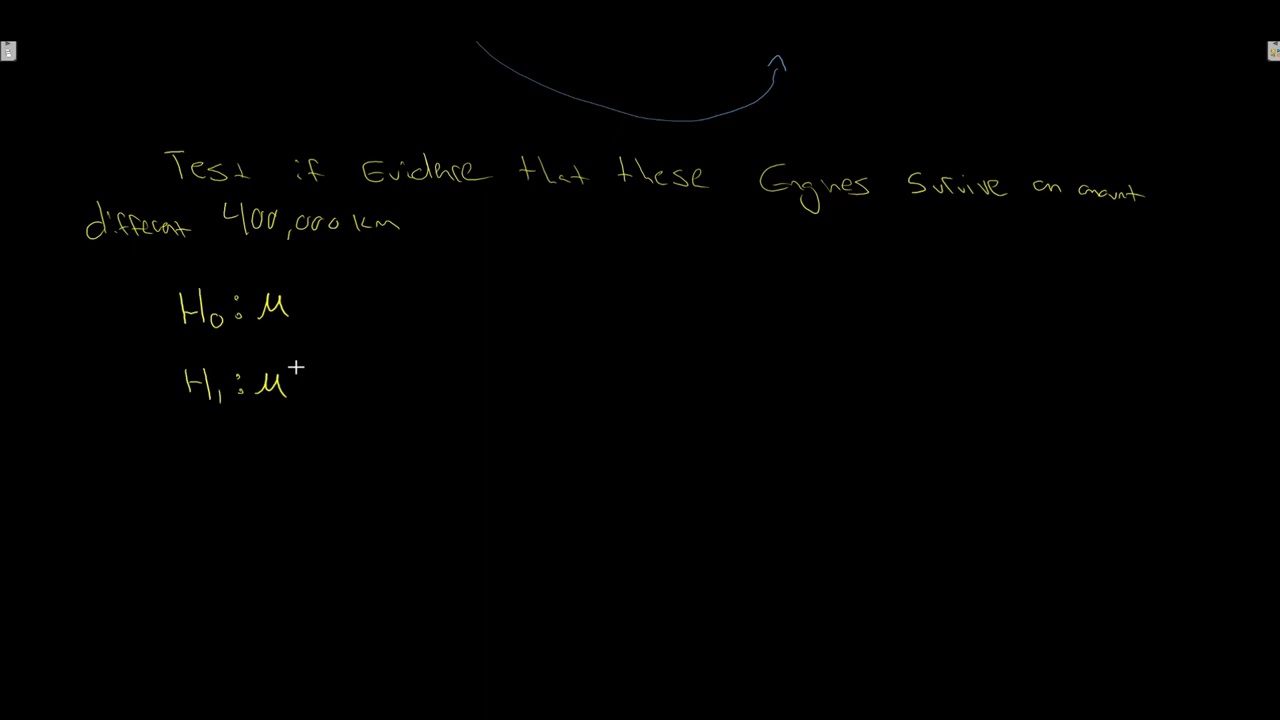 Test if Evidence that these Engines Survive an amount
different 400,000 km
H₀ : μ
H₁ : μ